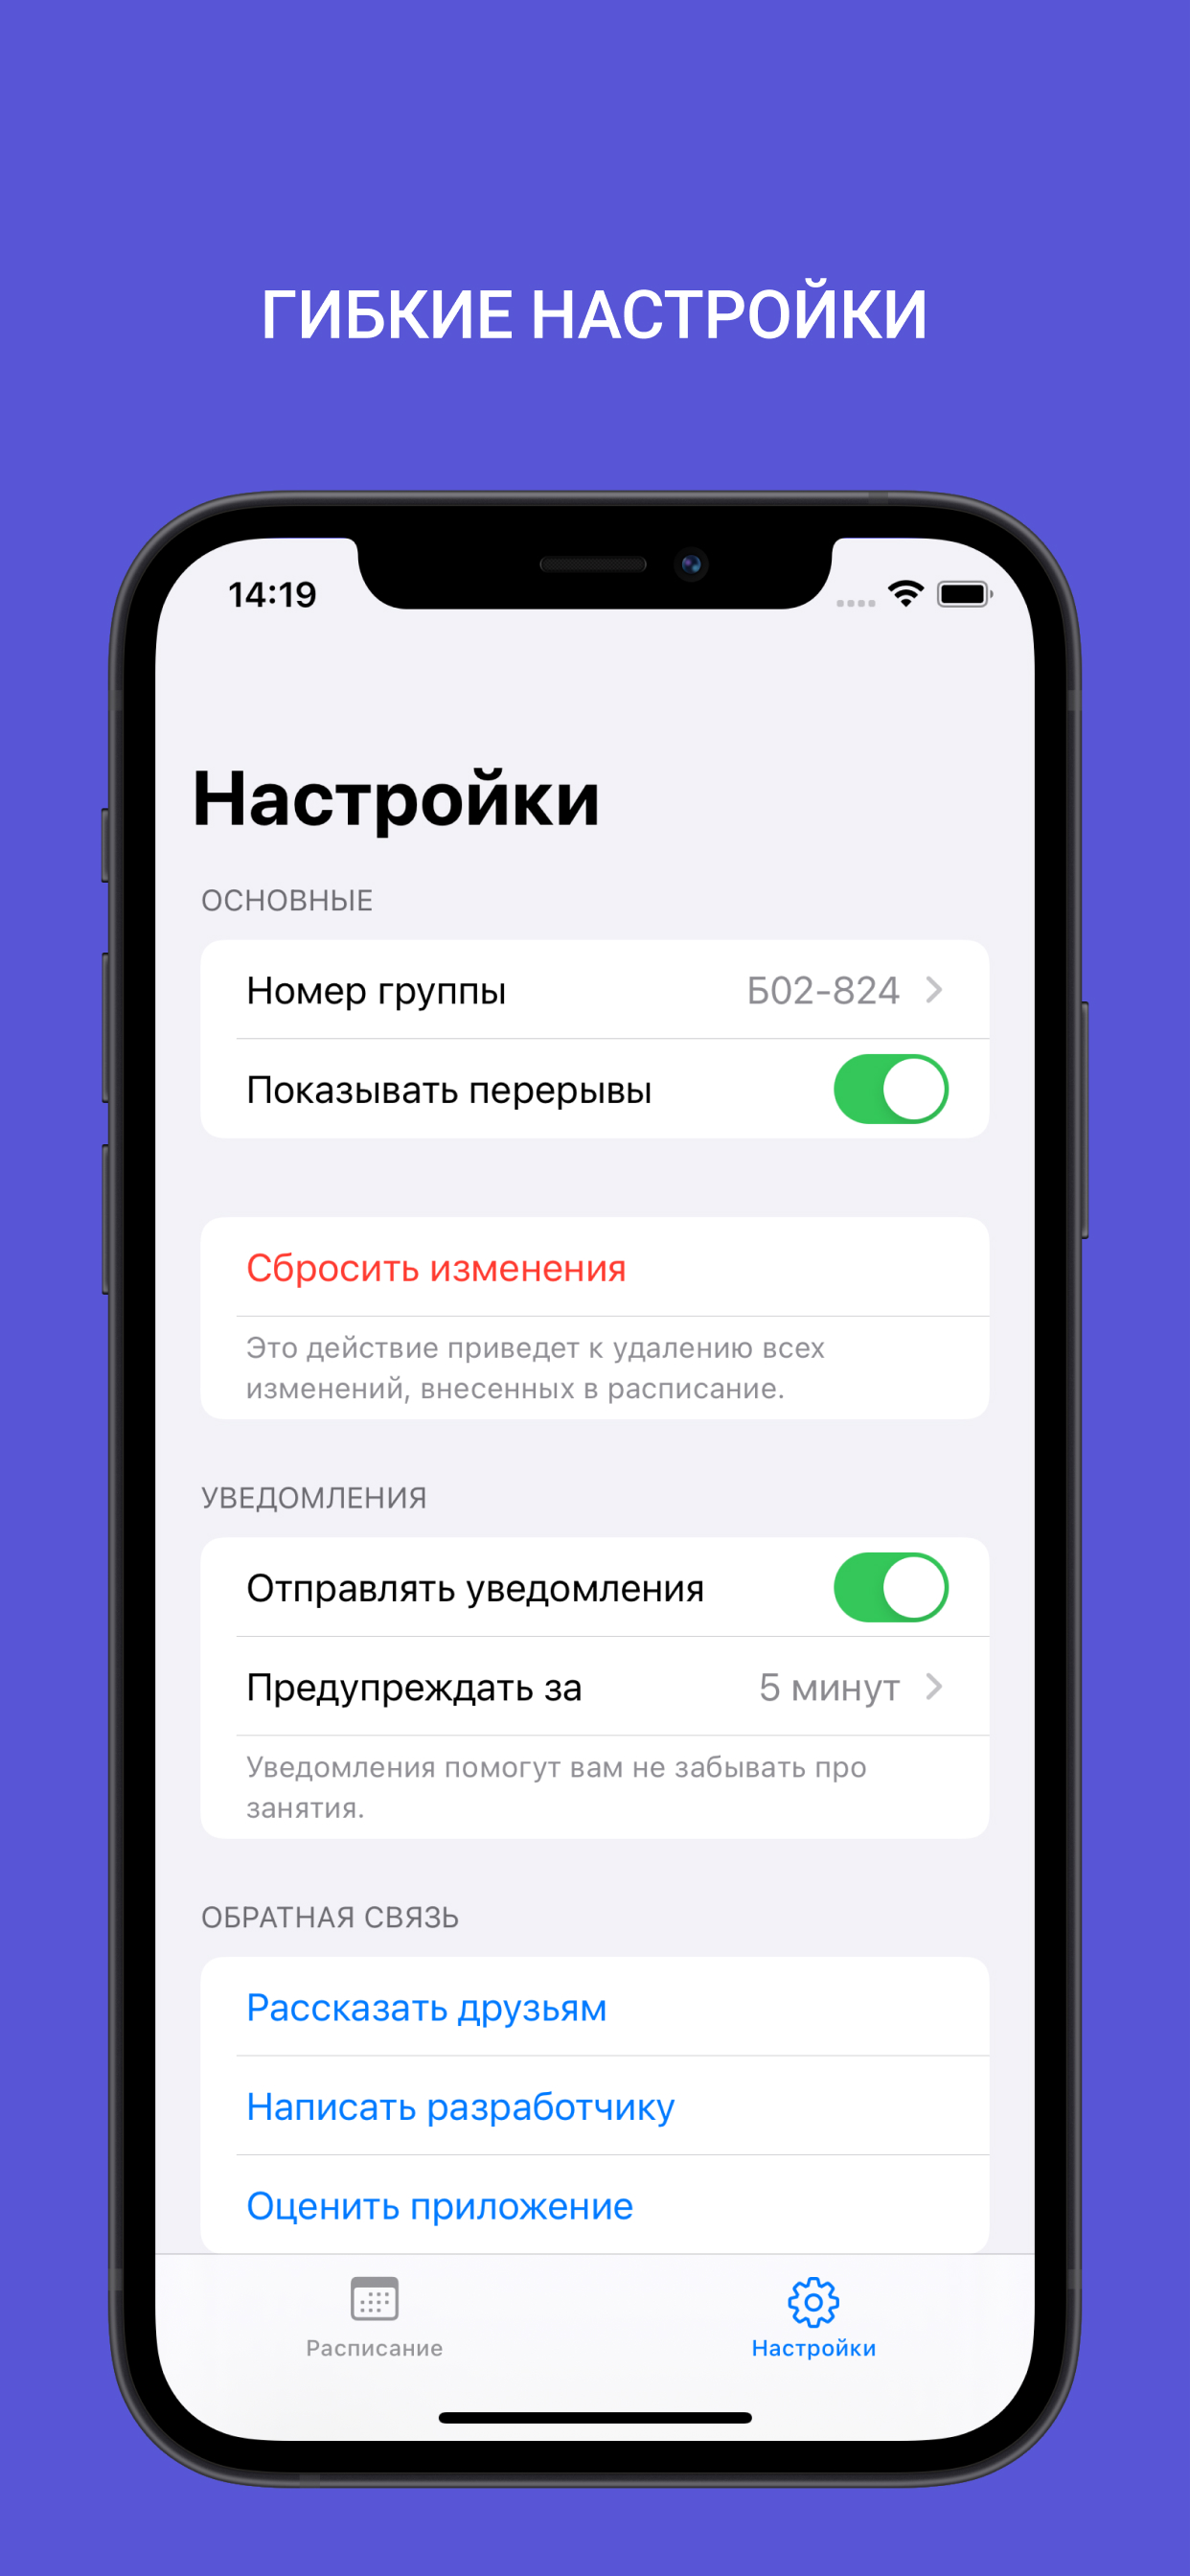 ГИБКИЕ НАСТРОЙКИ
14:19
Настройки
ОСНОВНЫЕ
Номер группы Б02-824
Показывать перерывы
Сбросить изменения
Это действие приведет к удалению всех
изменений, внесенных в расписание.
УВЕДОМЛЕНИЯ
Отправлять уведомления
Предупреждать за 5 минут
Уведомления помогут вам не забывать про
занятия.
ОБРАТНАЯ СВЯЗЬ
Рассказать друзьям
Написать разработчику
Оценить приложение
Расписание Настройки